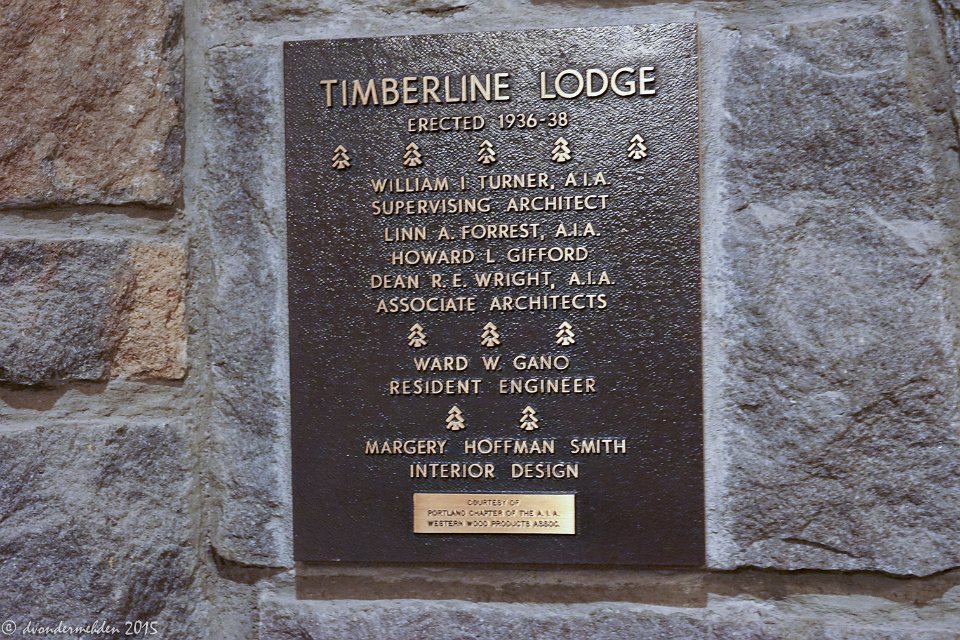 TIMBERLINE LODGE
ERECTED 1936-38
WILLIAM I. TURNER, A.I.A.
SUPERVISING ARCHITECT
LINN A. FORREST, A.I.A.
HOWARD L GIFFORD
DEAN R. E. WRIGHT, A.I.A.
ASSOCIATE ARCHITECTS
WARD W. GANO
RESIDENT ENGINEER
MARGERY HOFFMAN SMITH
INTERIOR DESIGN
COURTESY OF
PORTLAND CHAPTER OF THE A. I. A.
WESTERN WOOD PRODUCTS ASSOC.
© dvondermehden 2015